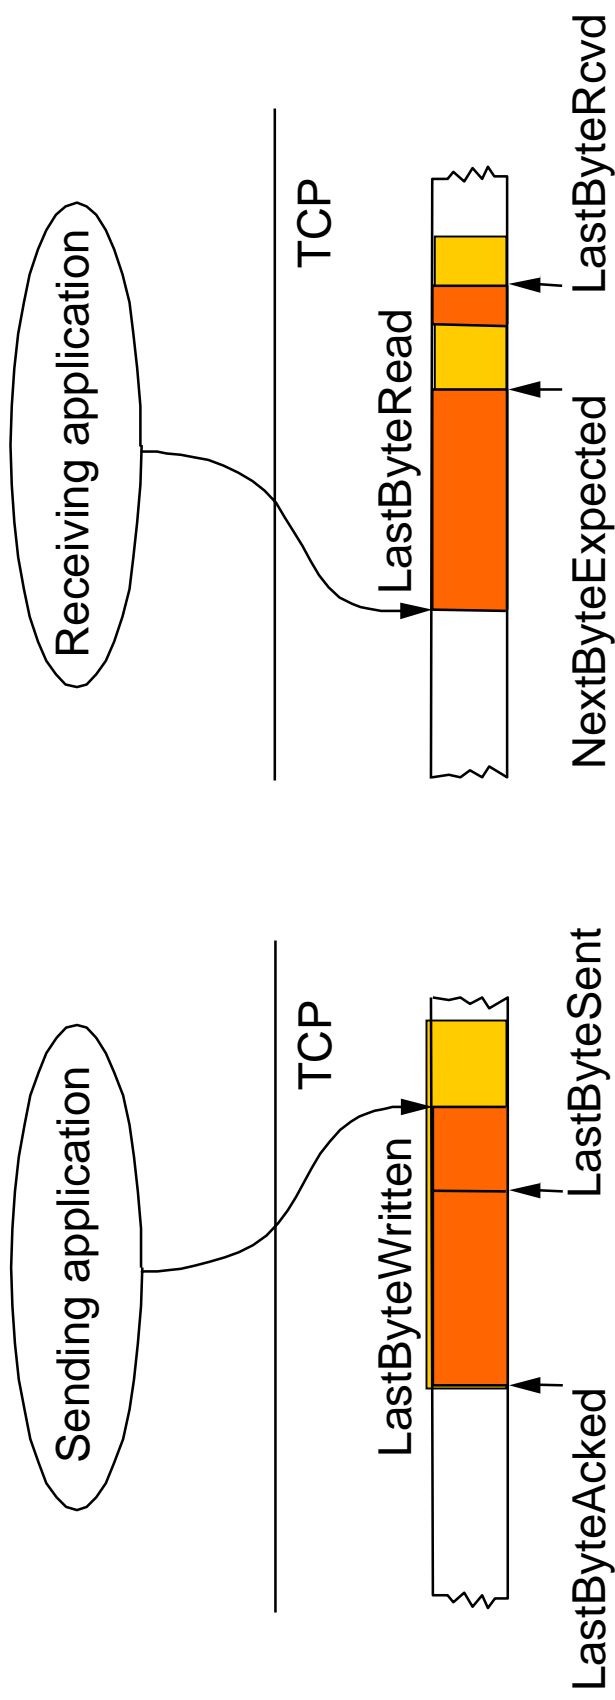 Sending application
TCP
LastByteWritten
LastByteAcked
LastByteSent
Receiving application
TCP
LastByteRead
NextByteExpected
LastByteRcvd